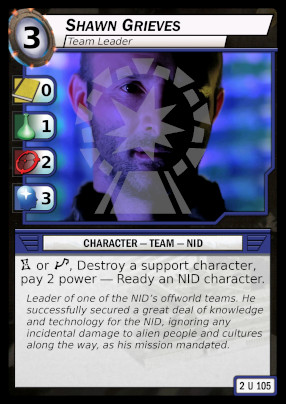 3
SHAWN GRIEVES
Team Leader
0
1
2
3
CHARACTER – TEAM – NID
or , Destroy a support character,
pay 2 power — Ready an NID character.
Leader of one of the NID's offworld teams. He
successfully secured a great deal of knowledge
and technology for the NID, ignoring any
incidental damage to alien people and cultures
along the way, as his mission mandated.
2 U 105